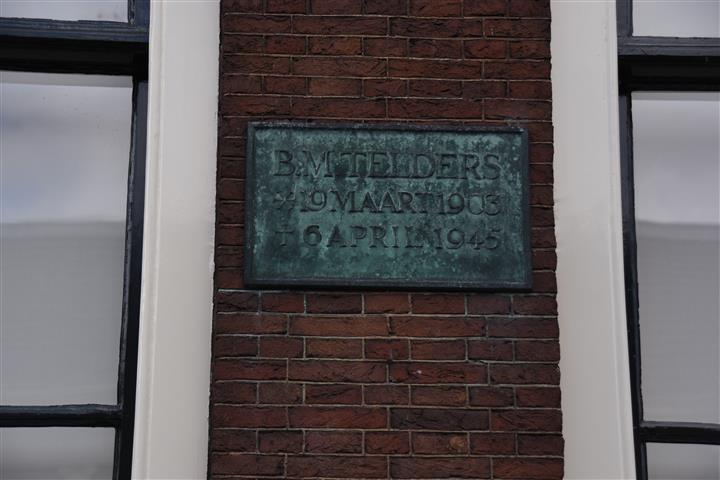 B.M.TELDERS
*19 MAART 1903
† 6 APRIL 1945